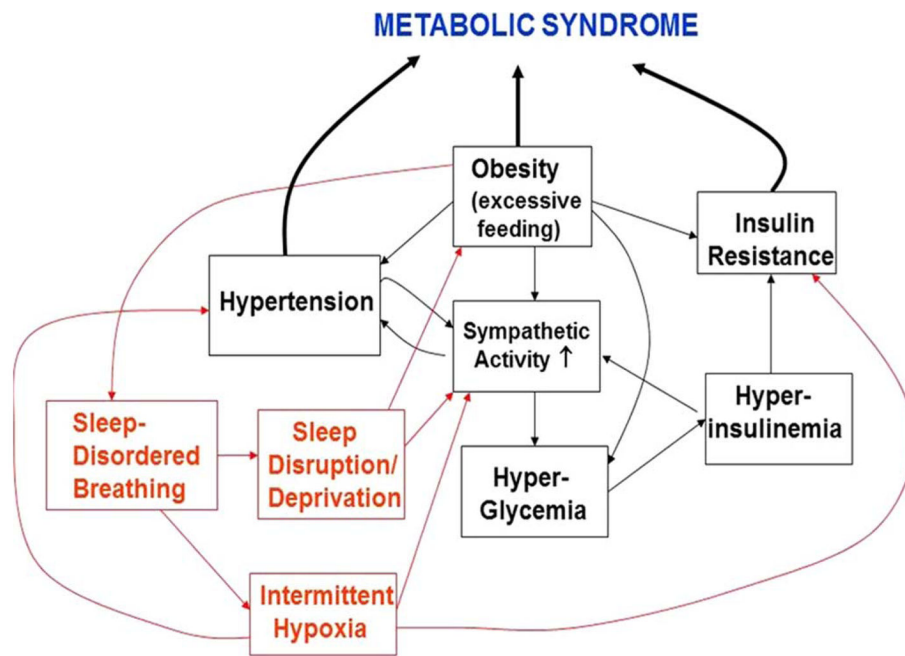 METABOLIC SYNDROME
Obesity
(excessive
feeding)
Insulin
Resistance
Hypertension
Sympathetic
Activity ↑
Hyper-
insulinemia
Sleep-
Disordered
Breathing
Sleep
Disruption/
Deprivation
Hyper-
Glycemia
Intermittent
Hypoxia